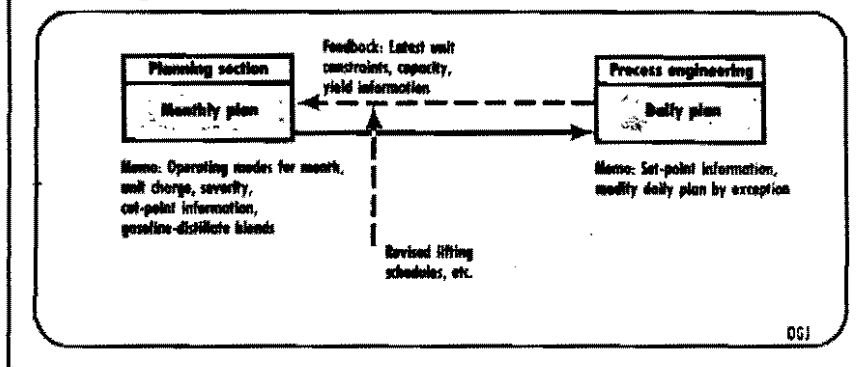 Feedback: Latest unit
constraints, capacity,
yield information
Planning section
Monthly plan
Process engineering
Daily plan
Memo: Operating modes for month,
unit charge, severity,
cut-point information,
gasoline-distillate blends
Memo: Set-point information,
modify daily plan by exception
Revised lifting
schedules, etc.
OGJ